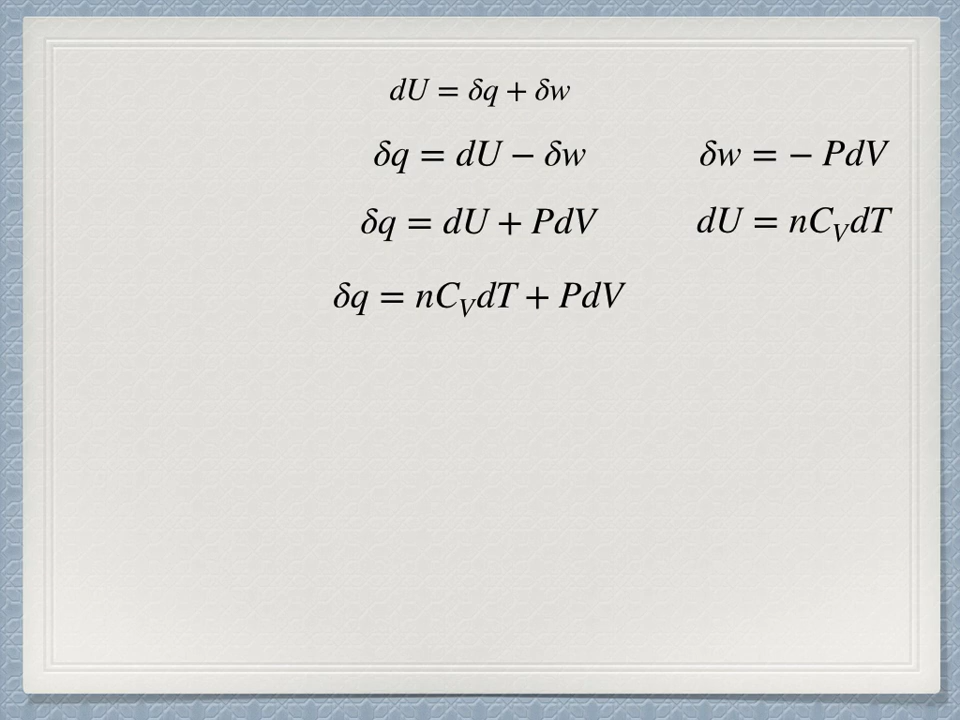 dU = δq + δw
δq = dU − δw
δw = − PdV
δq = dU + PdV
dU = nC_VdT
δq = nC_VdT + PdV